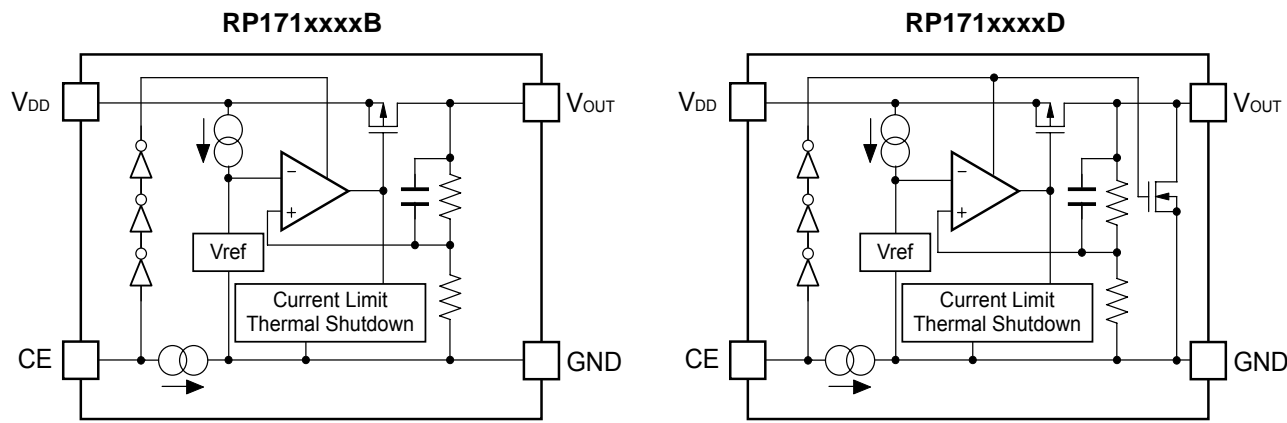 RP171xxxxB
VDD
VOUT
−
+
Vref
Current Limit
Thermal Shutdown
CE
GND
RP171xxxxD
VDD
VOUT
−
+
Vref
Current Limit
Thermal Shutdown
CE
GND